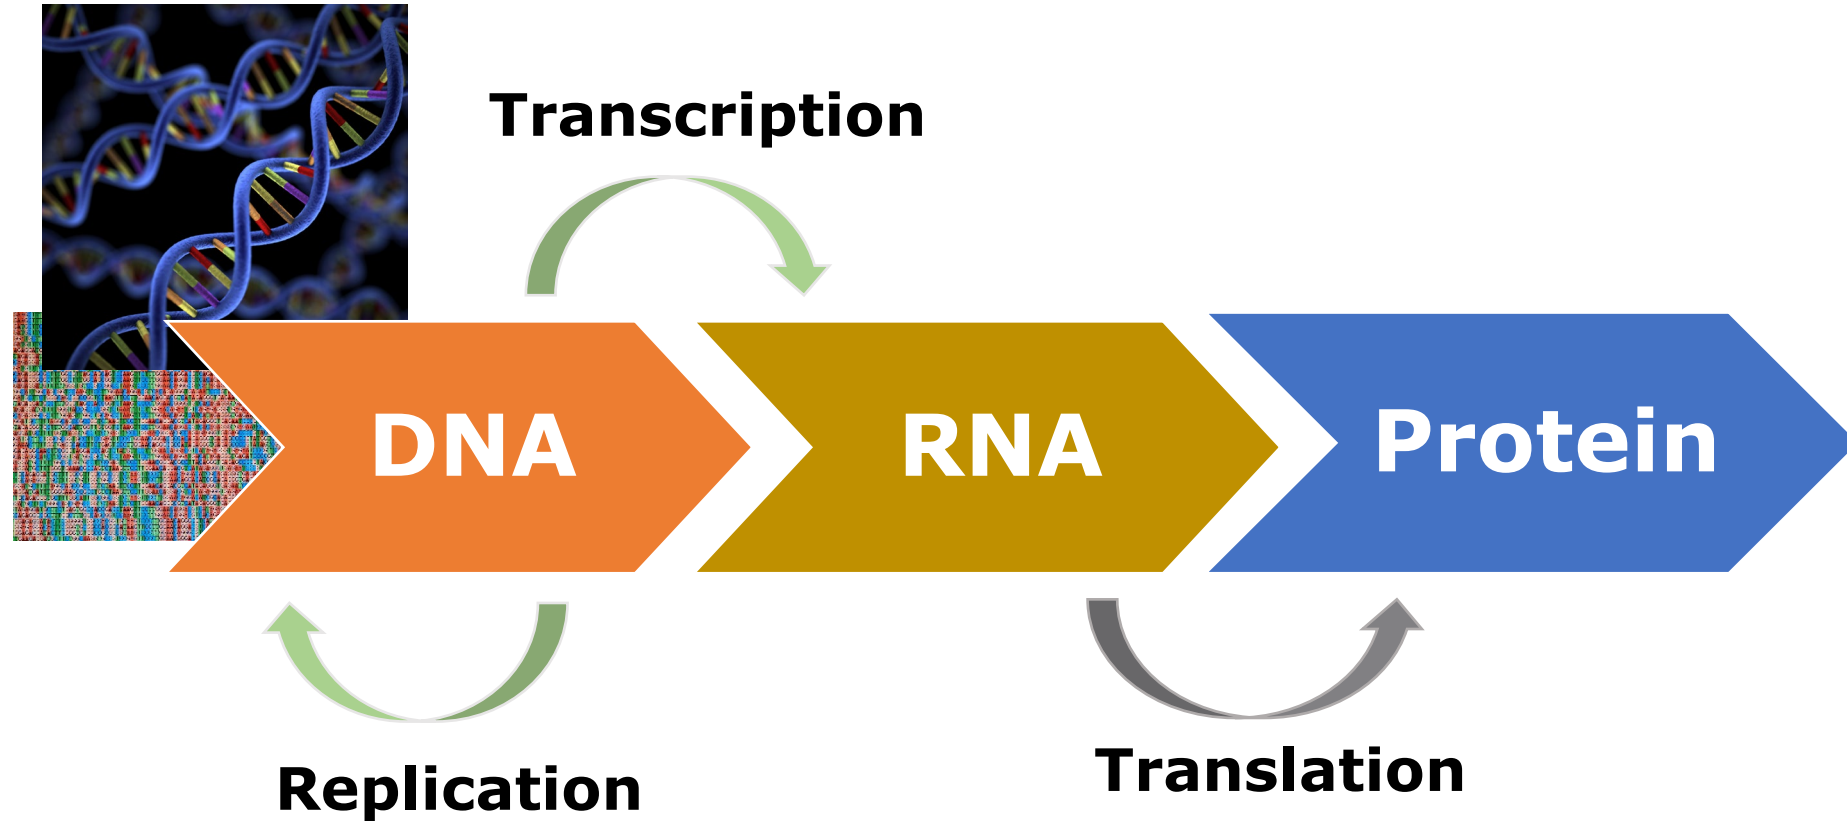 Transcription
DNA
RNA
Protein
Replication
Translation